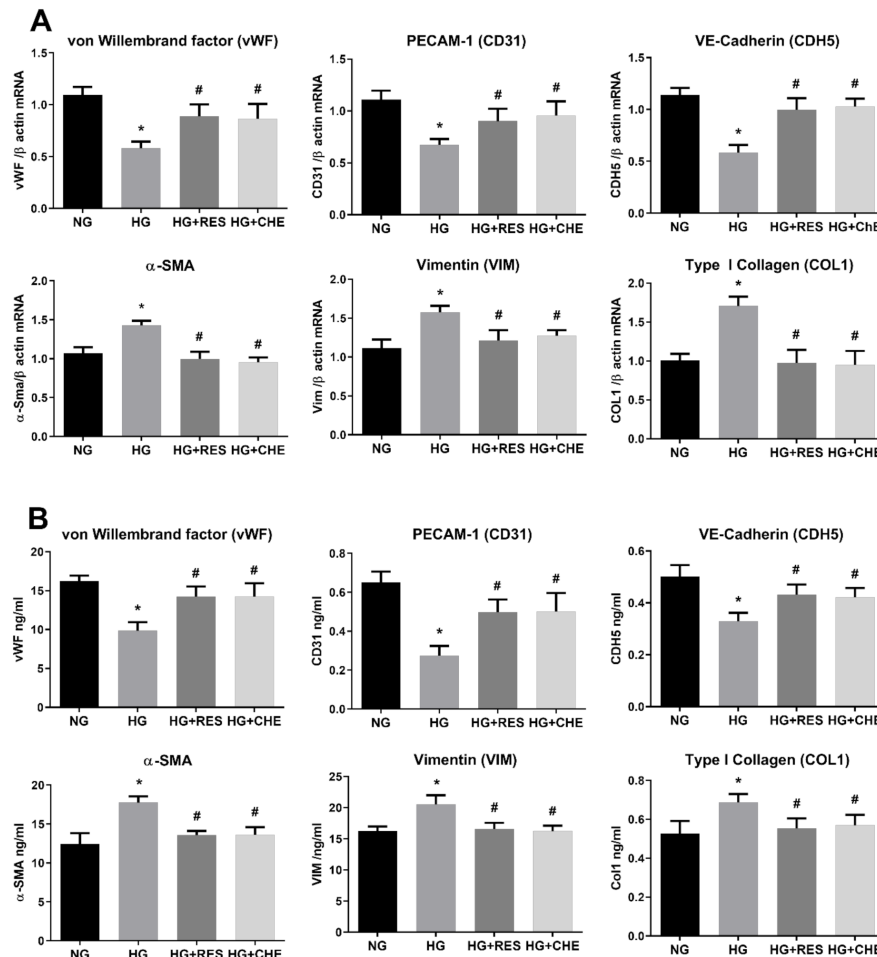 A
von Willembrand factor (vWF)
vWF /β actin mRNA
1.5
1.0
0.5
0.0
*
#
#
NG HG HG+RES HG+CHE
PECAM-1 (CD31)
CD31 /β actin mRNA
1.5
1.0
0.5
0.0
*
#
#
NG HG HG+RES HG+CHE
VE-Cadherin (CDH5)
CDH5 /β actin mRNA
1.5
1.0
0.5
0.0
*
#
#
NG HG HG+RES HG+ChE
α-SMA
α-Sma/β actin mRNA
2.0
1.5
1.0
0.5
0.0
*
#
#
NG HG HG+RES HG+CHE
Vimentin (VIM)
Vim /β actin mRNA
2.0
1.5
1.0
0.5
0.0
*
#
#
NG HG HG+RES HG+CHE
Type I Collagen (COL1)
COL1 /β actin mRNA
2.0
1.5
1.0
0.5
0.0
*
#
#
NG HG HG+RES HG+CHE
B
von Willembrand factor (vWF)
vWF ng/ml
20
15
10
5
0
*
#
#
NG HG HG+RES HG+CHE
PECAM-1 (CD31)
CD31 ng/ml
0.8
0.6
0.4
0.2
0.0
*
#
#
NG HG HG+RES HG+CHE
VE-Cadherin (CDH5)
CDH5 ng/ml
0.6
0.4
0.2
0.0
*
#
#
NG HG HG+RES HG+CHE
α-SMA
α-SMA ng/ml
20
15
10
5
0
*
#
#
NG HG HG+RES HG+CHE
Vimentin (VIM)
VIM /ng/ml
25
20
15
10
5
0
*
#
#
NG HG HG+RES HG+CHE
Type I Collagen (COL1)
Col1 ng/ml
0.8
0.6
0.4
0.2
0.0
*
#
#
NG HG HG+RES HG+CHE